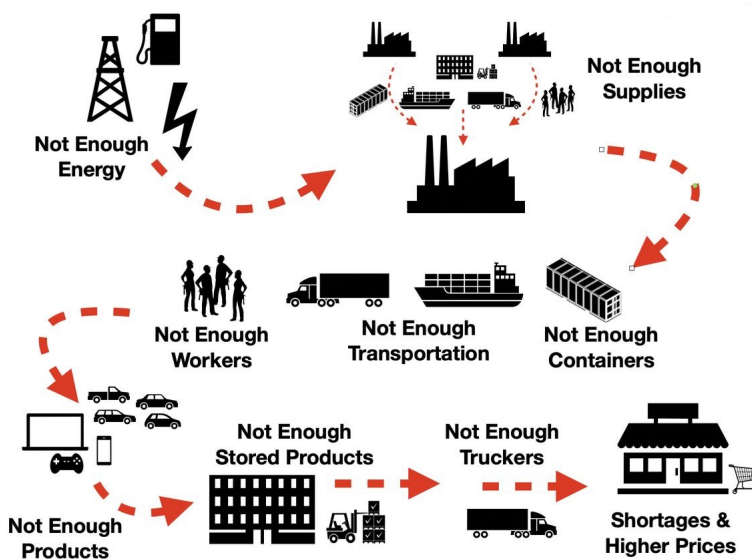 Not Enough
Energy
Not Enough
Supplies
Not Enough
Containers
Not Enough
Transportation
Not Enough
Workers
Not Enough
Products
Not Enough
Stored Products
Not Enough
Truckers
Shortages &
Higher Prices